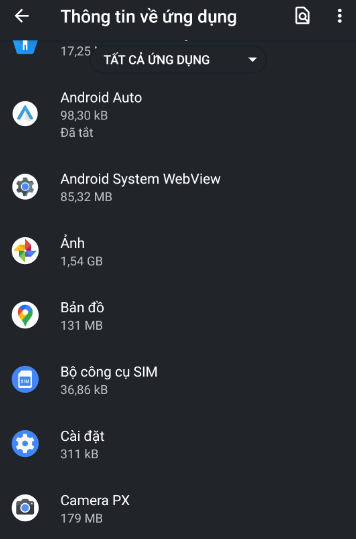 Thông tin về ứng dụng
17,25
TẤT CẢ ỨNG DỤNG
Android Auto
98,30 kB
Đã tắt
Android System WebView
85,32 MB
Ảnh
1,54 GB
Bản đồ
131 MB
Bộ công cụ SIM
SIM
36,86 kB
Cài đặt
311 kB
Camera PX
179 MB